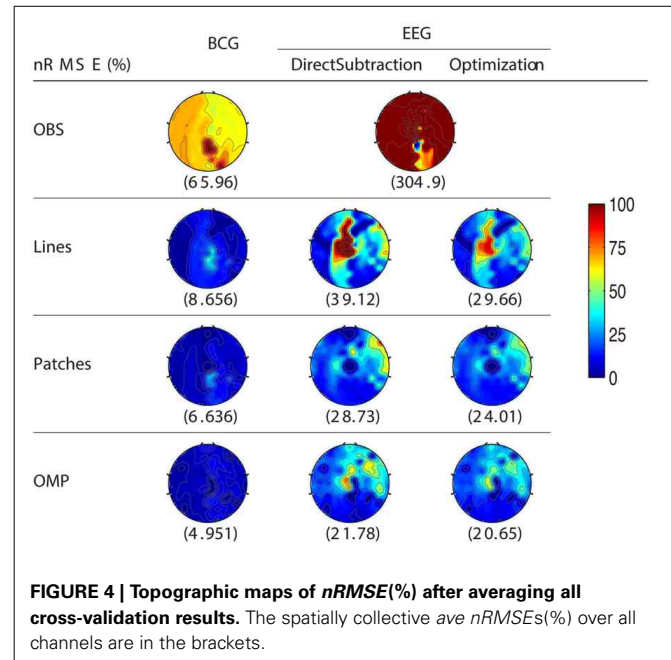 BCG
EEG
nR M S E (%)
DirectSubtraction
Optimization
OBS
(65.96)
(304.9)
100
75
50
25
0
Lines
(8.656)
(39.12)
(29.66)
Patches
(6.636)
(28.73)
(24.01)
OMP
(4.951)
(21.78)
(20.65)
FIGURE 4 | Topographic maps of nRMSE(%) after averaging all
cross-validation results. The spatially collective ave nRMSEs(%) over all
channels are in the brackets.